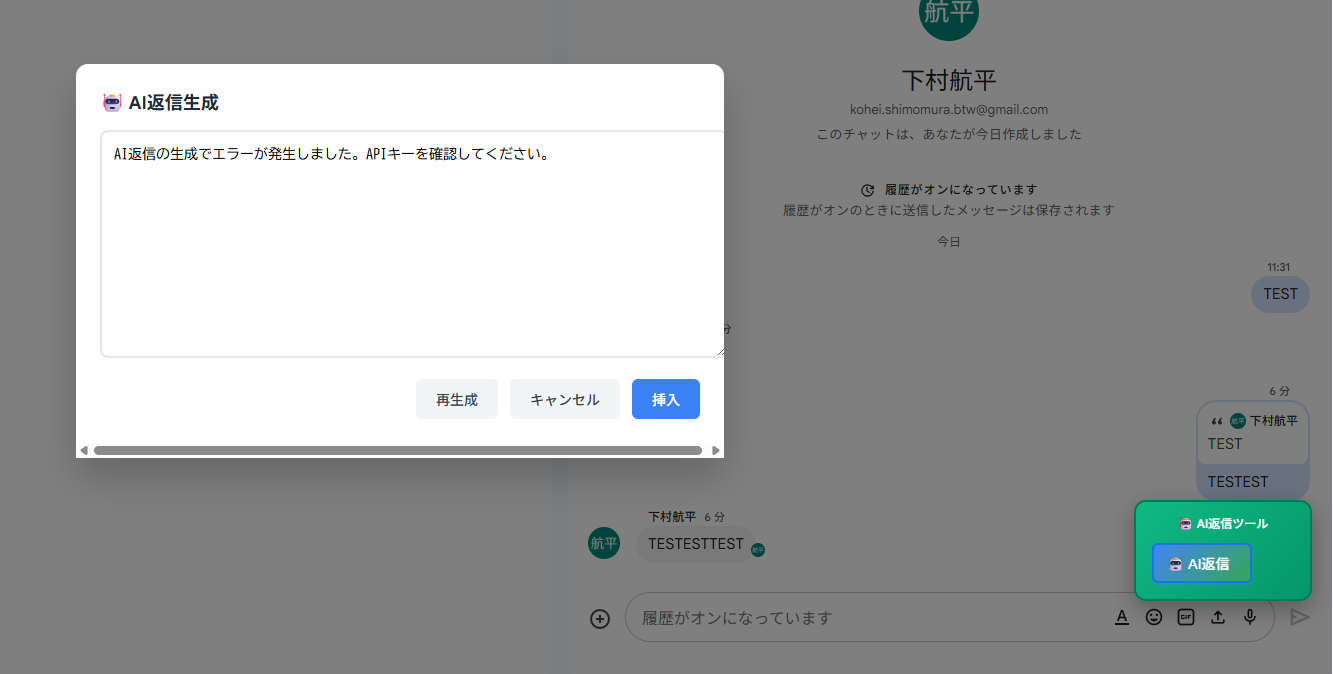 AI返信生成
AI返信の生成でエラーが発生しました。APIキーを確認してください。
再生成
キャンセル
挿入
航平
下村航平
kohei.shimomura.btw@gmail.com
このチャットは、あなたが今日作成しました
履歴がオンになっています
履歴がオンのときに送信したメッセージは保存されます
今日
11:31
TEST
分
6 分
下村航平
TEST
TESTEST
下村航平 6 分
航平
TESTESTTEST
AI返信ツール
AI返信
履歴がオンになっています
A
GIF